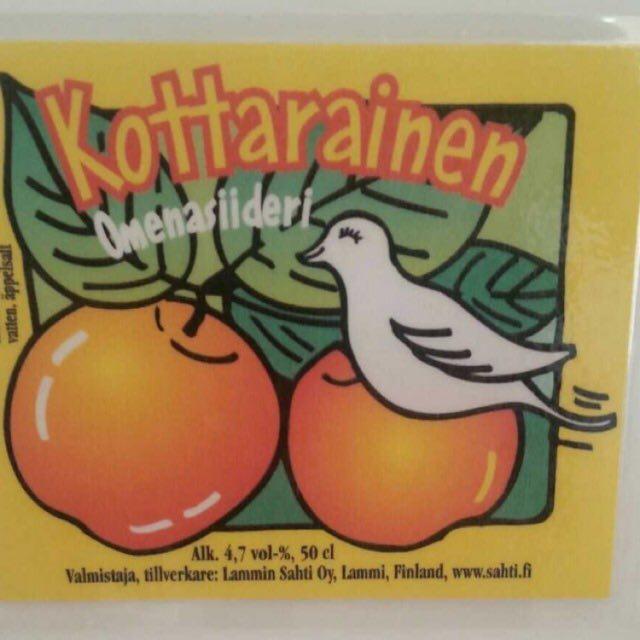 Kottarainen
Omenasiideri
vatten, äppelsaft
Alk. 4,7 vol-%, 50 cl
Valmistaja, tillverkare: Lammin Sahti Oy, Lammi, Finland, www.sahti.fi